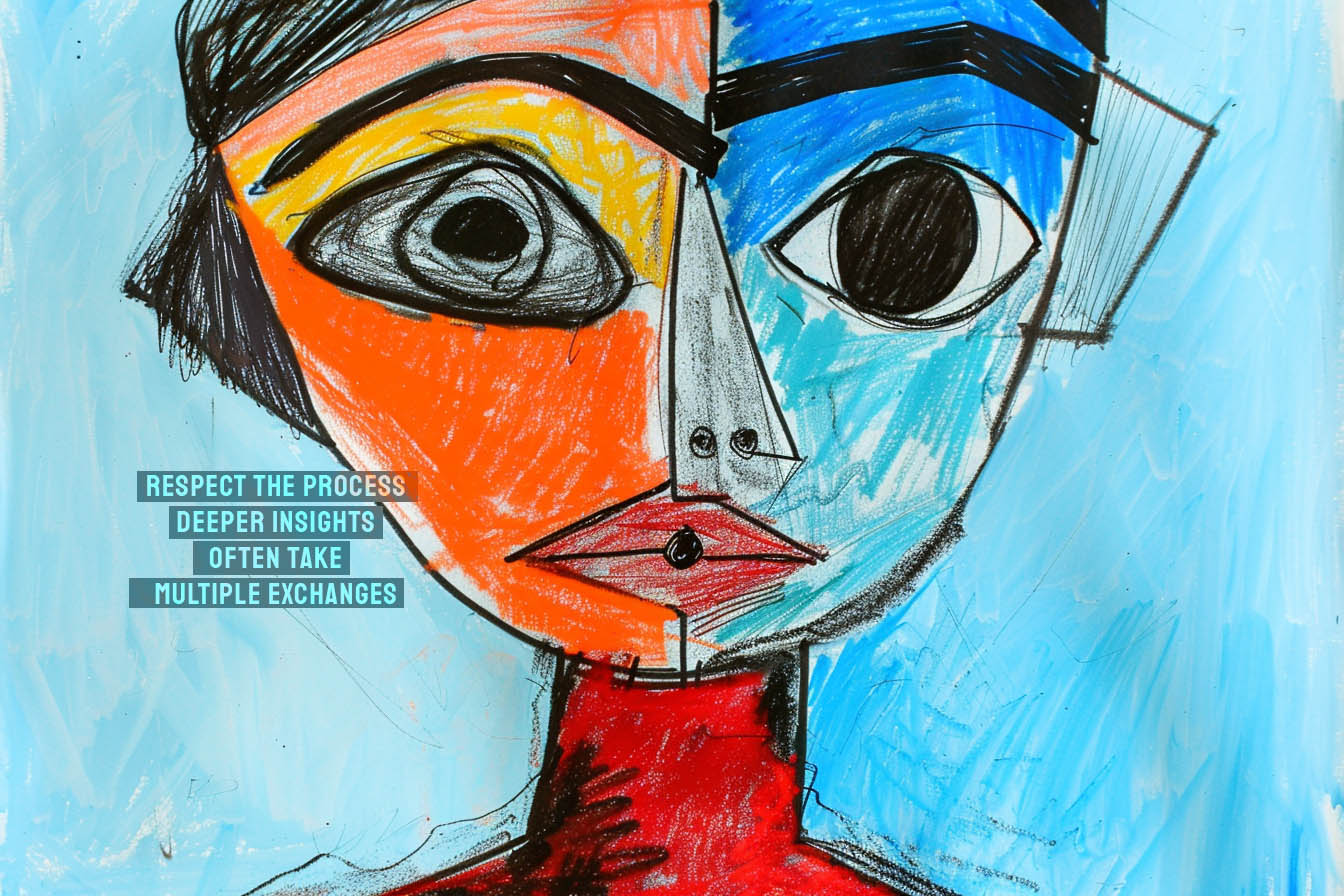 RESPECT THE PROCESS
DEEPER INSIGHTS
OFTEN TAKE
MULTIPLE EXCHANGES